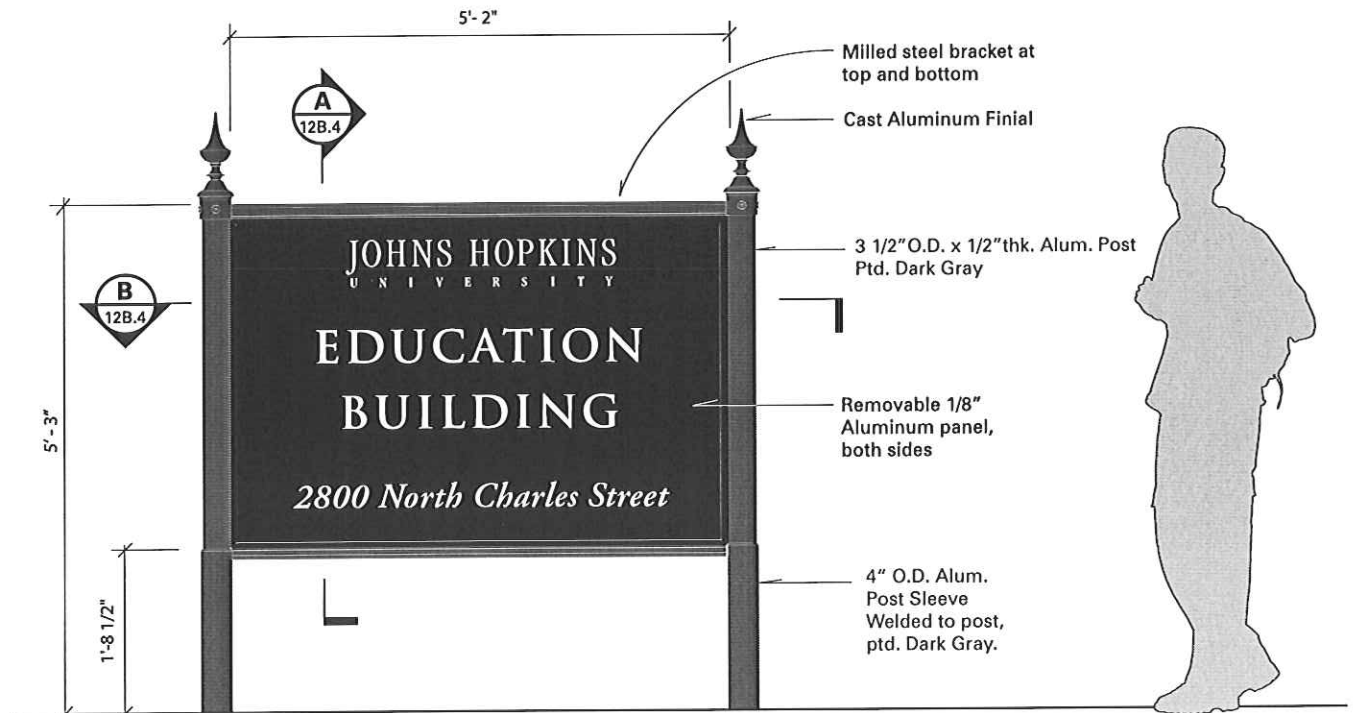 5'- 2"
Milled steel bracket at
top and bottom
A
12B.4
Cast Aluminum Finial
JOHNS HOPKINS
UNIVERSITY
3 1/2"O.D. x 1/2"thk. Alum. Post
Ptd. Dark Gray
B
12B.4
EDUCATION
BUILDING
5'- 3"
Removable 1/8"
Aluminum panel,
both sides
2800 North Charles Street
1'-8 1/2"
4" O.D. Alum.
Post Sleeve
Welded to post,
ptd. Dark Gray.